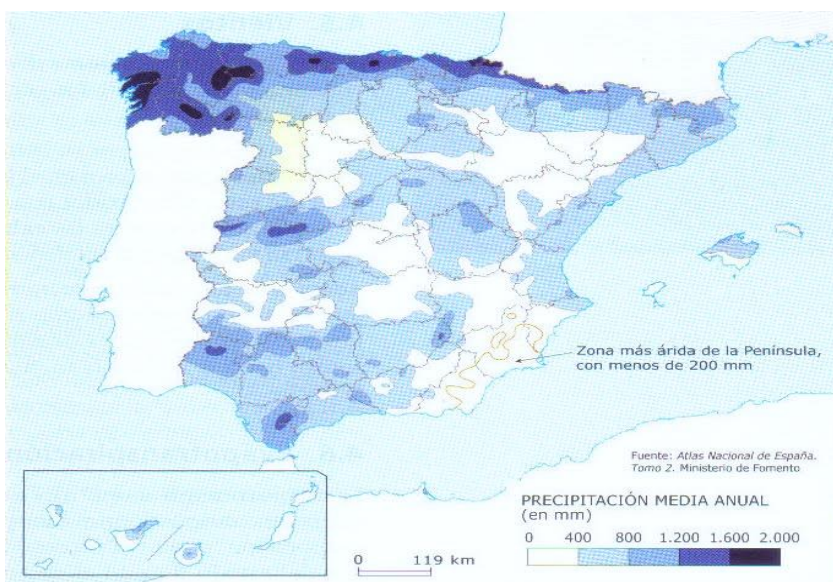 Zona más árida de la Península,
con menos de 200 mm
Fuente: Atlas Nacional de España.
Tomo 2. Ministerio de Fomento
PRECIPITACIÓN MEDIA ANUAL
(en mm)
0 400 800 1.200 1.600 2.000
0 119 km